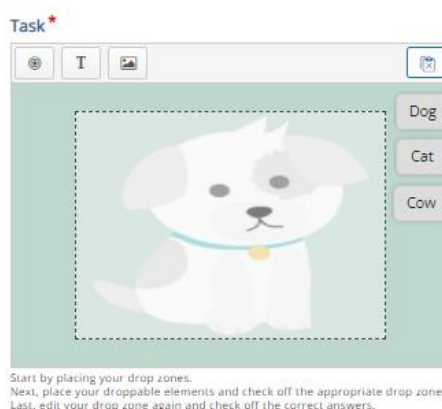 Task *
T
Dog
Cat
Cow
Start by placing your drop zones.
Next, place your droppable elements and check off the appropriate drop zone
Last, edit your drop zone again and check off the correct answers.